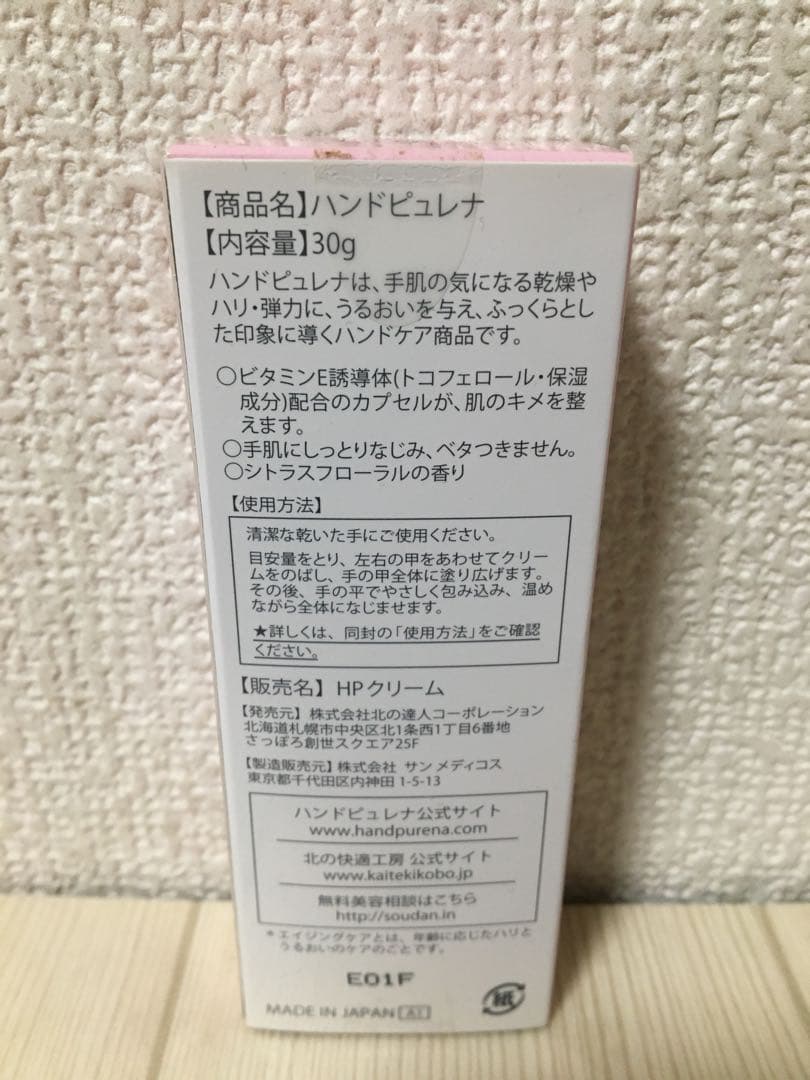 【商品名】ハンドピュレナ
【内容量】30g
ハンドピュレナは、手肌の気になる乾燥や
ハリ・弾力に、うるおいを与え、ふっくらとし
た印象に導くハンドケア商品です。
○ビタミンE誘導体(トコフェロール・保湿
成分)配合のカプセルが、肌のキメを整
えます。
○手肌にしっとりなじみ、ベタつきません。
○シトラスフローラルの香り
【使用方法】
清潔な乾いた手にご使用ください。
目安量をとり、左右の甲をあわせてクリー
ムをのばし、手の甲全体に塗り広げます。
その後、手の平でやさしく包み込み、温め
ながら全体になじませます。
★詳しくは、同封の「使用方法」をご確認
ください。
【販売名】HPクリーム
【発売元】株式会社北の達人コーポレーション
北海道札幌市中央区北1条西1丁目6番地
さっぽろ創世スクエア25F
【製造販売元】株式会社 サン メディコス
東京都千代田区内神田 1-5-13
ハンドピュレナ公式サイト
www.handpurena.com
北の快適工房 公式サイト
www.kaitekikobo.jp
無料美容相談はこちら
http://soudan.in
*エイジングケアとは、年齢に応じたハリと
うるおいのケアのことです。
E01F
MADE IN JAPAN A1
紙